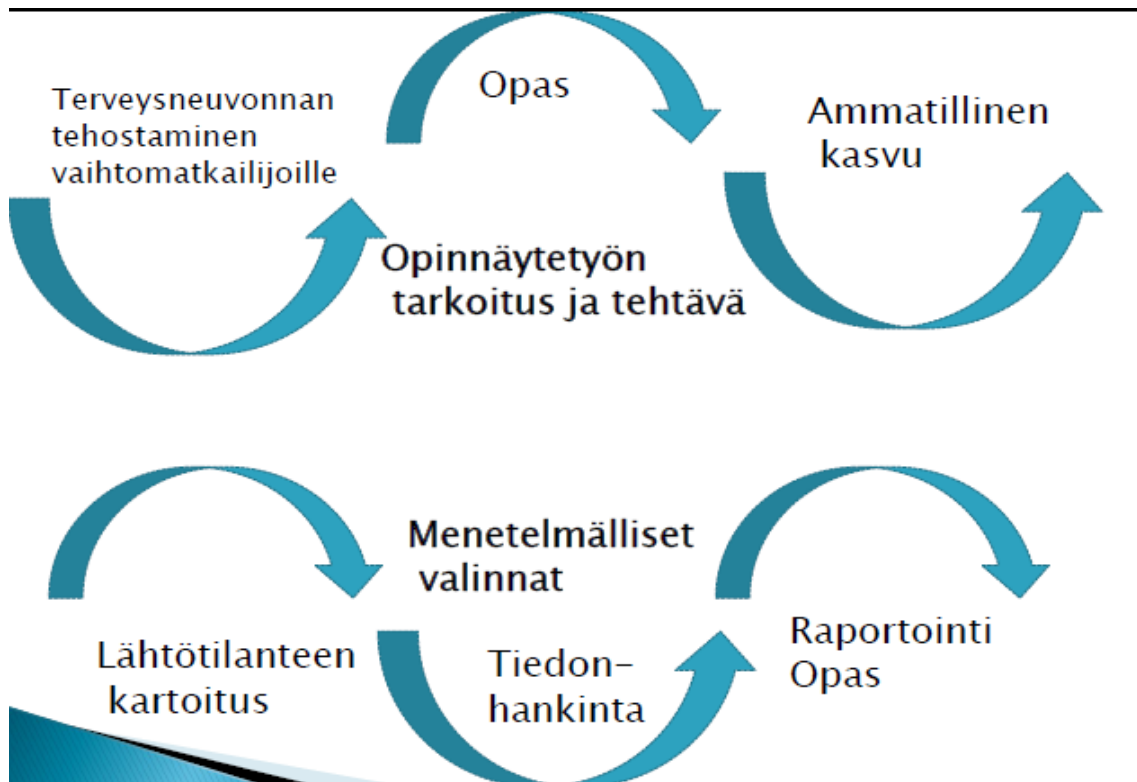 Terveysneuvonnan
tehostaminen
vaihtomatkailijoille
Opas
Ammatillinen
kasvu
Opinnäytetyön
tarkoitus ja tehtävä
Menetelmälliset
valinnat
Lähtötilanteen
kartoitus
Tiedon-
hankinta
Raportointi
Opas